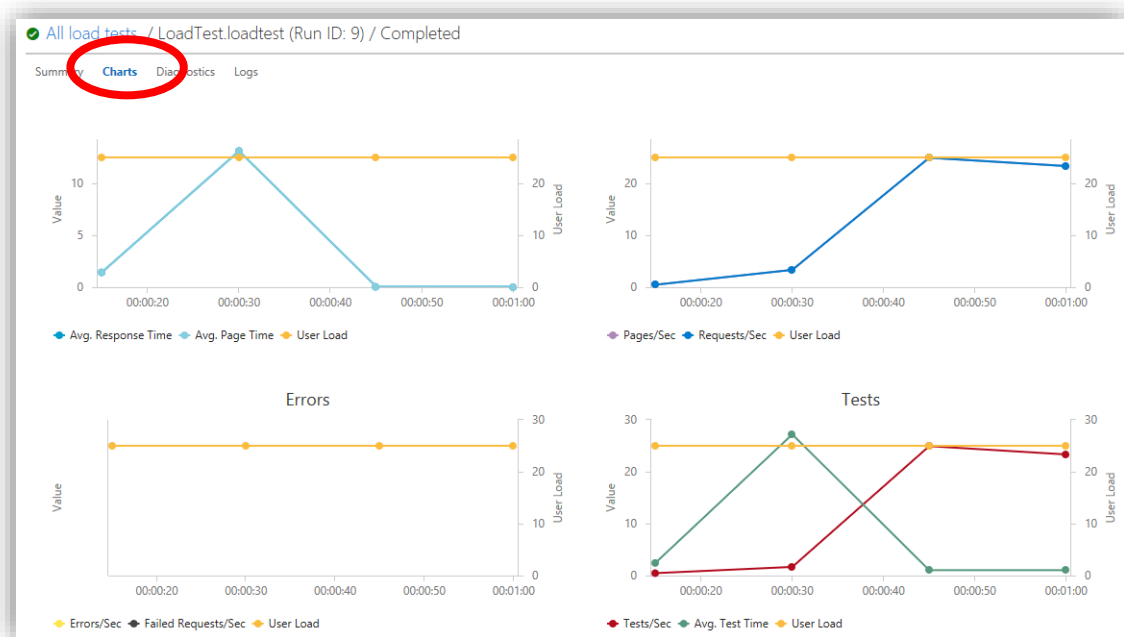 All load tests / LoadTest.loadtest (Run ID: 9) / Completed
Summary Charts Diagnostics Logs
10
5
0
Value
20
10
0
User Load
00:00:20 00:00:30 00:00:40 00:00:50 00:01:00
Avg. Response Time Avg. Page Time User Load
20
10
0
Value
20
10
0
User Load
00:00:20 00:00:30 00:00:40 00:00:50 00:01:00
Pages/Sec Requests/Sec User Load
Errors
Value
30
20
10
0
User Load
00:00:20 00:00:30 00:00:40 00:00:50 00:01:00
Errors/Sec Failed Requests/Sec User Load
Tests
30
20
10
0
Value
30
20
10
0
User Load
00:00:20 00:00:30 00:00:40 00:00:50 00:01:00
Tests/Sec Avg. Test Time User Load